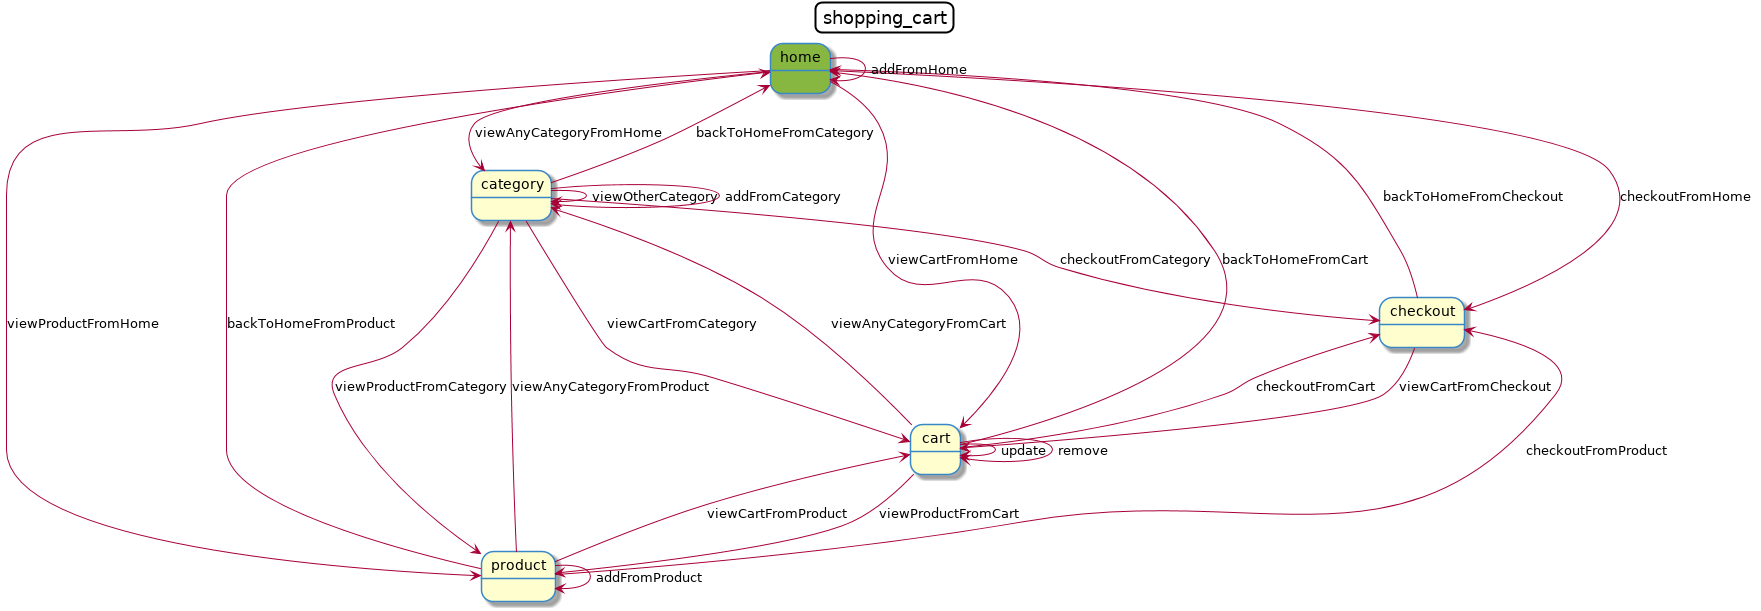 shopping_cart
home
addFromHome
viewAnyCategoryFromHome
backToHomeFromCategory
category
viewOtherCategory
addFromCategory
backToHomeFromCheckout
checkoutFromHome
viewCartFromHome
checkoutFromCategory
backToHomeFromCart
checkout
viewProductFromHome
backToHomeFromProduct
viewCartFromCategory
viewAnyCategoryFromCart
viewProductFromCategory
viewAnyCategoryFromProduct
checkoutFromCart
viewCartFromCheckout
cart
update
remove
checkoutFromProduct
viewCartFromProduct
viewProductFromCart
product
addFromProduct